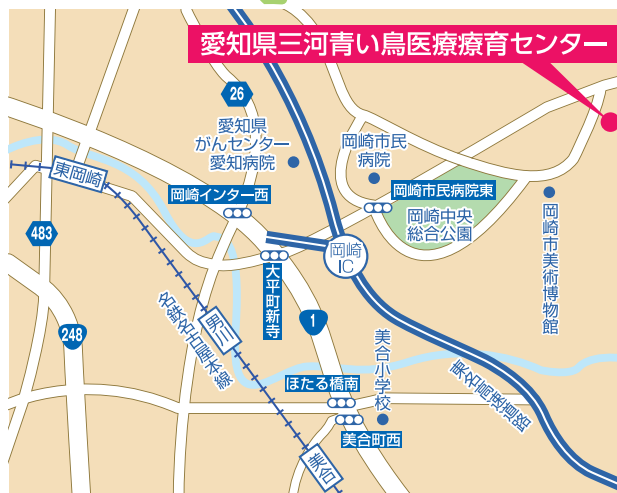 愛知県三河青い鳥医療療育センター
26
愛知県
がんセンター
愛知病院
岡崎市民
病院
東岡崎
岡崎インター西
岡崎市民病院東
岡崎中央
総合公園
岡崎市美術博物館
483
岡崎
IC
大平町新寺
名鉄名古屋本線
男川
1
248
美合小学校
ほたる橋南
東名高速道路
美合町西
美合